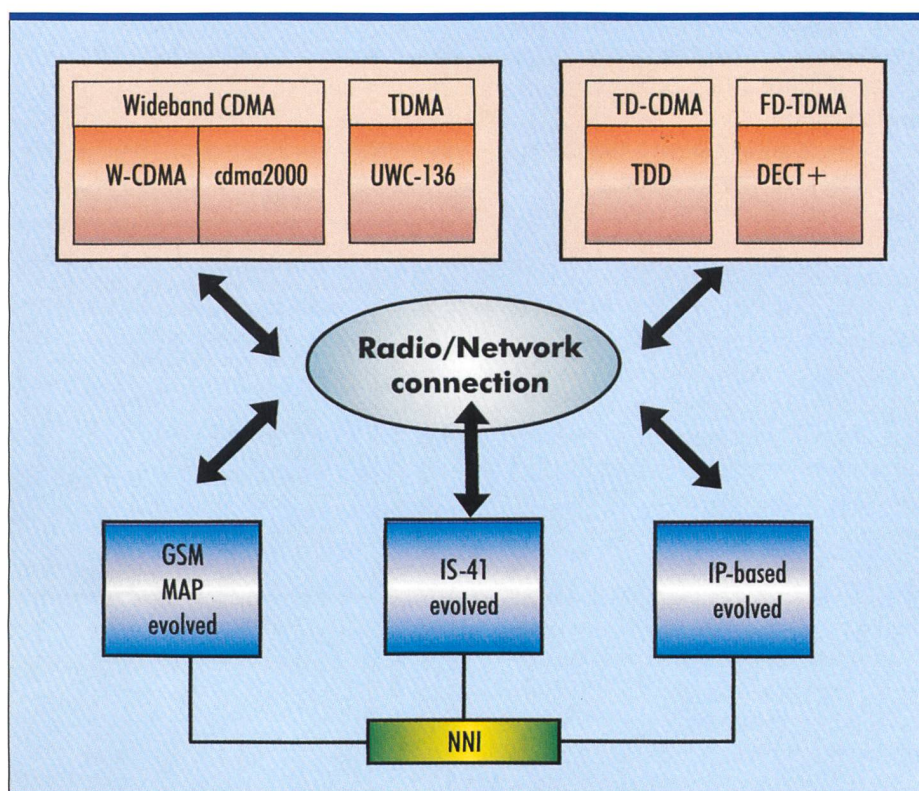 Wideband CDMA
W-CDMA
cdma2000
TDMA
UWC-136
TD-CDMA
TDD
FD-TDMA
DECT+
Radio/Network
connection
GSM
MAP
evolved
IS-41
evolved
IP-based
evolved
NNI